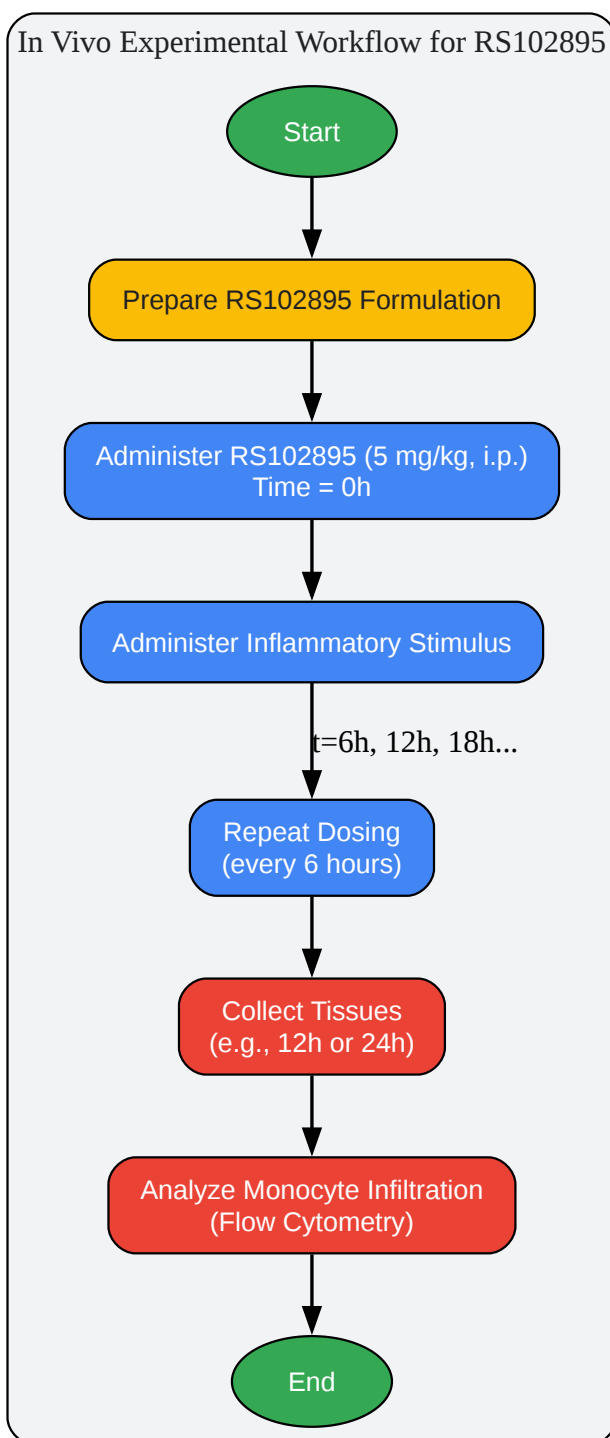 In Vivo Experimental Workflow for RS102895
Start
Prepare RS102895 Formulation
Administer RS102895 (5 mg/kg, i.p.)
Time = 0h
Administer Inflammatory Stimulus
t=6h, 12h, 18h...
Repeat Dosing
(every 6 hours)
Collect Tissues
(e.g., 12h or 24h)
Analyze Monocyte Infiltration
(Flow Cytometry)
End